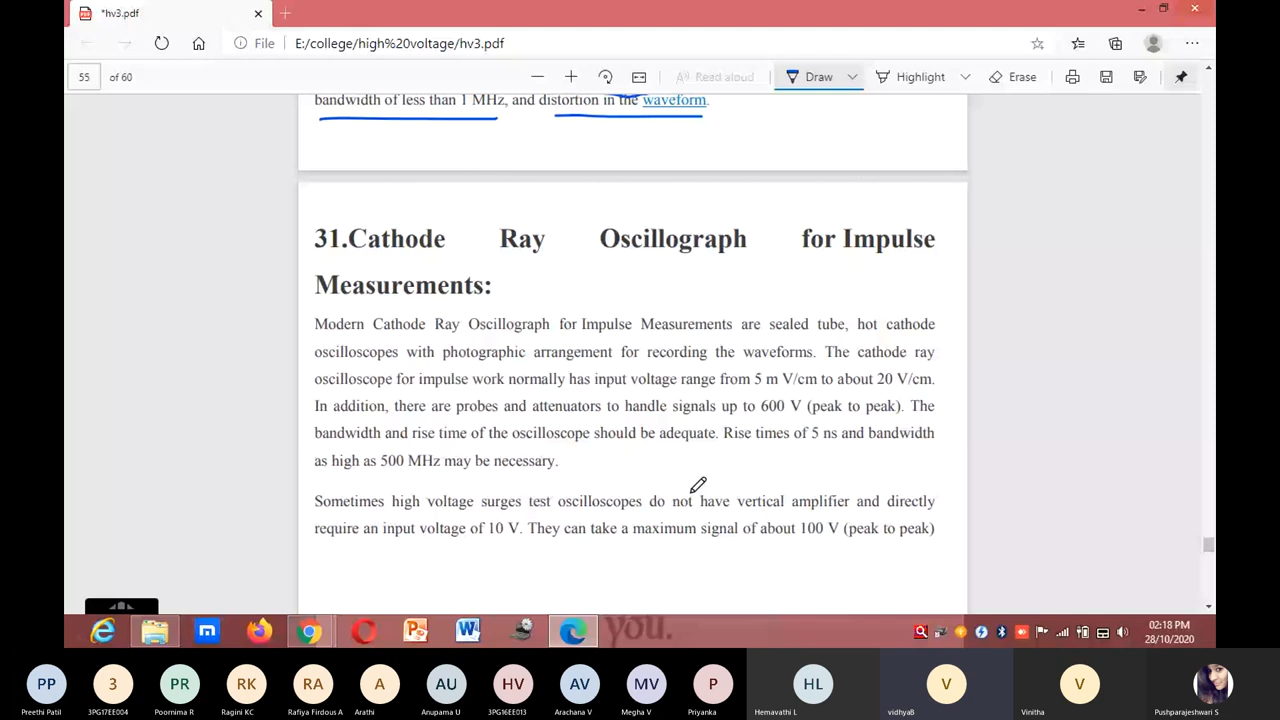 *hv3.pdf
File E:/college/high%20voltage/hv3.pdf
55 of 60 Read aloud Draw Highlight Erase
bandwidth of less than 1 MHz, and distortion in the waveform.
31.Cathode Ray Oscillograph for Impulse
Measurements:
Modern Cathode Ray Oscillograph for Impulse Measurements are sealed tube, hot cathode
oscilloscopes with photographic arrangement for recording the waveforms. The cathode ray
oscilloscope for impulse work normally has input voltage range from 5 m V/cm to about 20 V/cm.
In addition, there are probes and attenuators to handle signals up to 600 V (peak to peak). The
bandwidth and rise time of the oscilloscope should be adequate. Rise times of 5 ns and bandwidth
as high as 500 MHz may be necessary.
Sometimes high voltage surges test oscilloscopes do not have vertical amplifier and directly
require an input voltage of 10 V. They can take a maximum signal of about 100 V (peak to peak)
you.
02:18 PM
28/10/2020
PP 3 PR RK RA A AU HV AV MV P HL V V
Preethi Patil 3PG17EE004 Poornima R Ragini KC Rafiya Firdous A Arathi Anupama U 3PG16EE013 Arachana V Megha V Priyanka Hemavathi L vidhyaB Vinitha Pushparajeshwari S